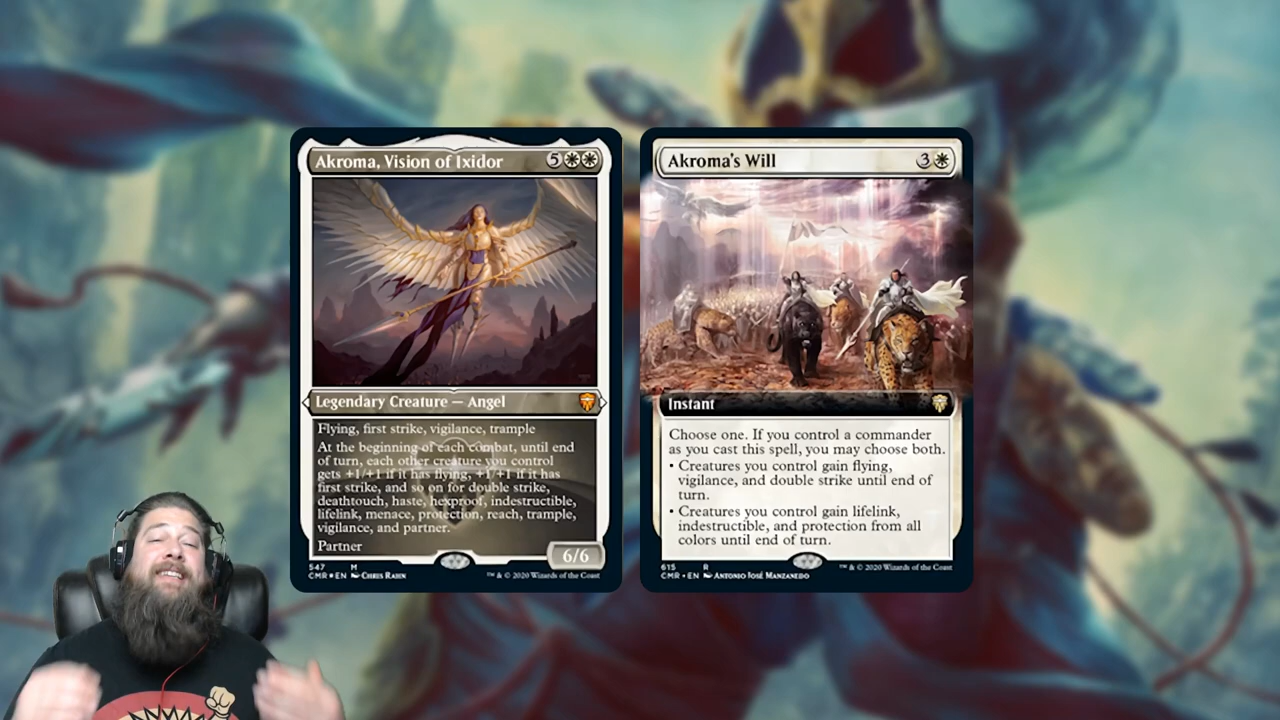 Akroma, Vision of Ixidor 5
Legendary Creature — Angel
Flying, first strike, vigilance, trample
At the beginning of each combat, until end
of turn, each other creature you control
gets +1/+1 if it has flying, +1/+1 if it has
first strike, and so on for double strike,
deathtouch, haste, hexproof, indestructible,
lifelink, menace, protection, reach, trample,
vigilance, and partner.
Partner
6/6
547 M
CMR EN Chris Rahn ™ & © 2020 Wizards of the Coast
Akroma's Will 3
Instant
Choose one. If you control a commander
as you cast this spell, you may choose both.
• Creatures you control gain flying,
vigilance, and double strike until end of
turn.
• Creatures you control gain lifelink,
indestructible, and protection from all
colors until end of turn.
615 R
CMR • EN Antonio José Manzanedo ™ & © 2020 Wizards of the Coast